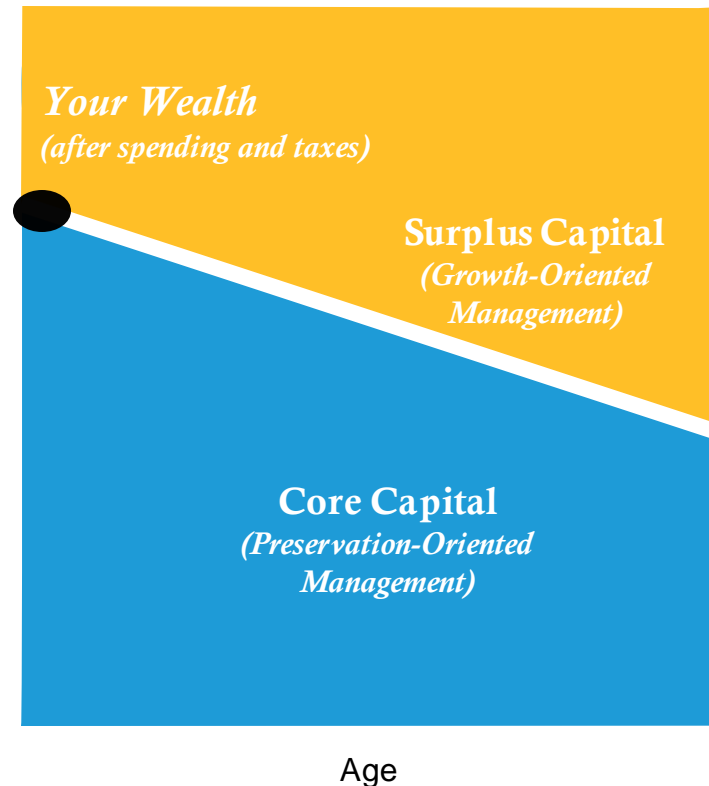 Your Wealth
(after spending and taxes)
Surplus Capital
(Growth-Oriented
Management)
Core Capital
(Preservation-Oriented
Management)
Age